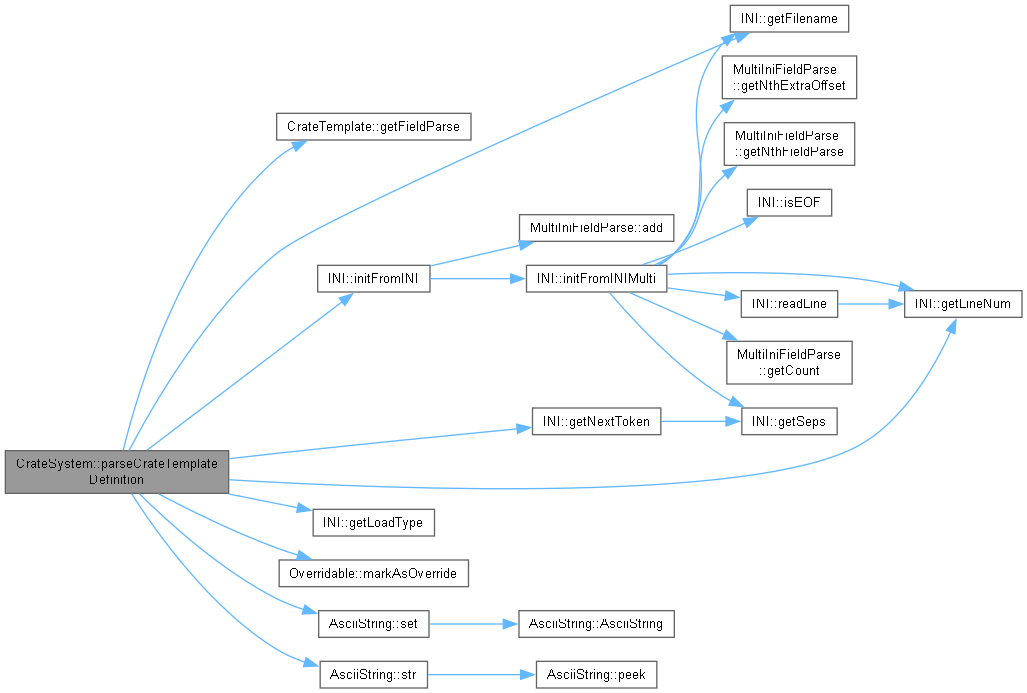 INI::getFilename
MultiIniFieldParse
::getNthExtraOffset
CrateTemplate::getFieldParse
MultiIniFieldParse
::getNthFieldParse
INI::isEOF
MultiIniFieldParse::add
INI::initFromINI
INI::initFromINIMulti
INI::readLine
INI::getLineNum
MultiIniFieldParse
::getCount
INI::getNextToken
INI::getSeps
CrateSystem::parseCrateTemplate
Definition
INI::getLoadType
Overridable::markAsOverride
AsciiString::set
AsciiString::AsciiString
AsciiString::str
AsciiString::peek